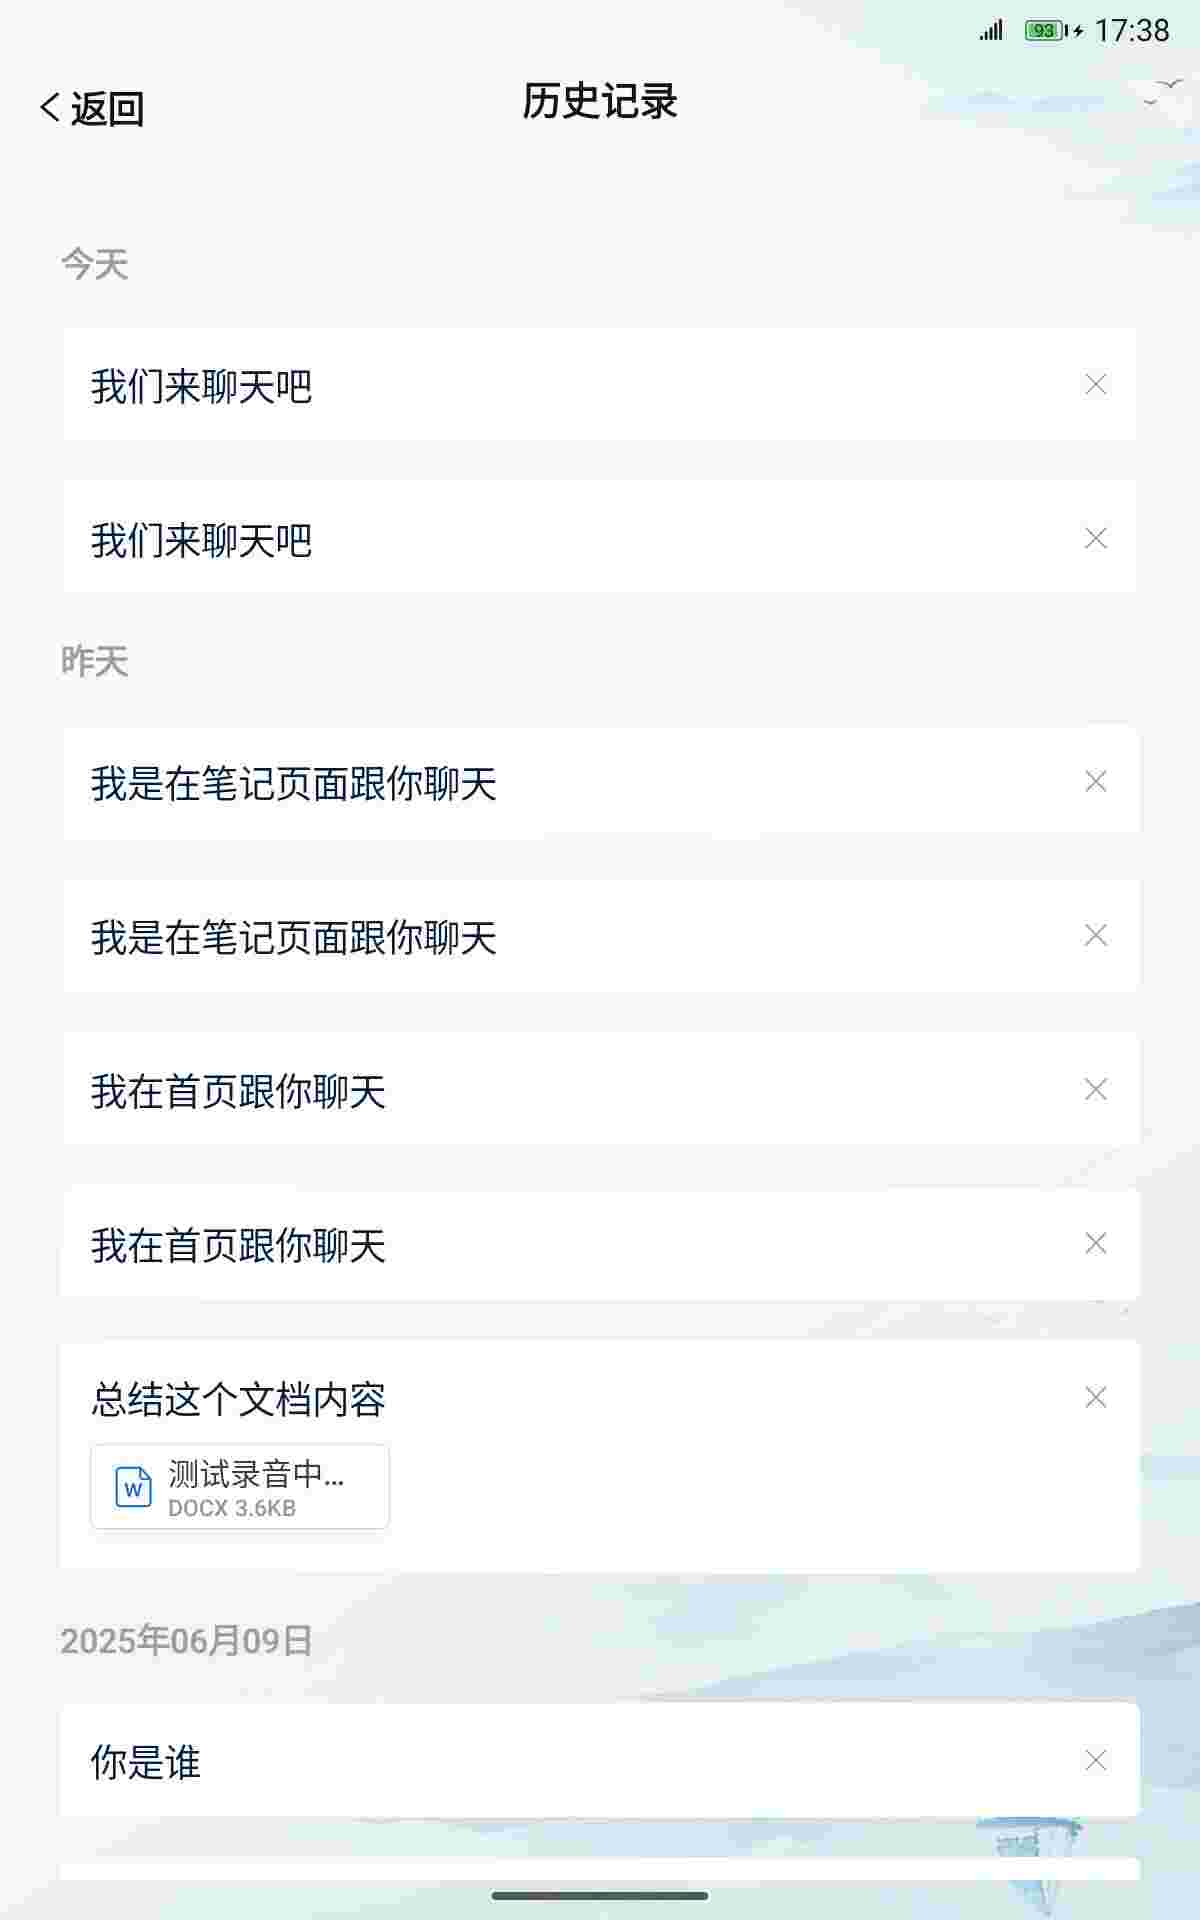 93 17:38
返回
历史记录
今天
我们来聊天吧
我们来聊天吧
昨天
我是在笔记页面跟你聊天
我是在笔记页面跟你聊天
我在首页跟你聊天
我在首页跟你聊天
总结这个文档内容
W
测试录音中...
DOCX 3.6KB
2025年06月09日
你是谁